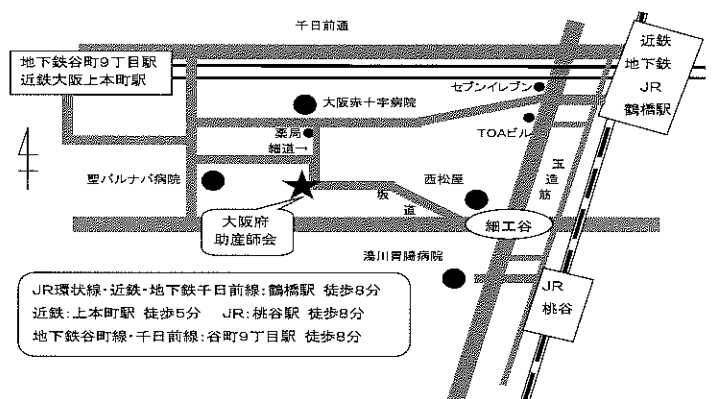 千日前通
近鉄
地下鉄
JR
鶴橋駅
地下鉄谷町9丁目駅
近鉄大阪上本町駅
セブンイレブン
大阪赤十字病院
薬局
細道→
TOAビル
玉造筋
聖バルナバ病院
西松屋
坂道
大阪府
助産師会
細工谷
湯川胃腸病院
JR
桃谷
JR環状線・近鉄・地下鉄千日前線:鶴橋駅 徒歩8分
近鉄:上本町駅 徒歩5分 JR:桃谷駅 徒歩8分
地下鉄谷町線・千日前線:谷町9丁目駅 徒歩8分